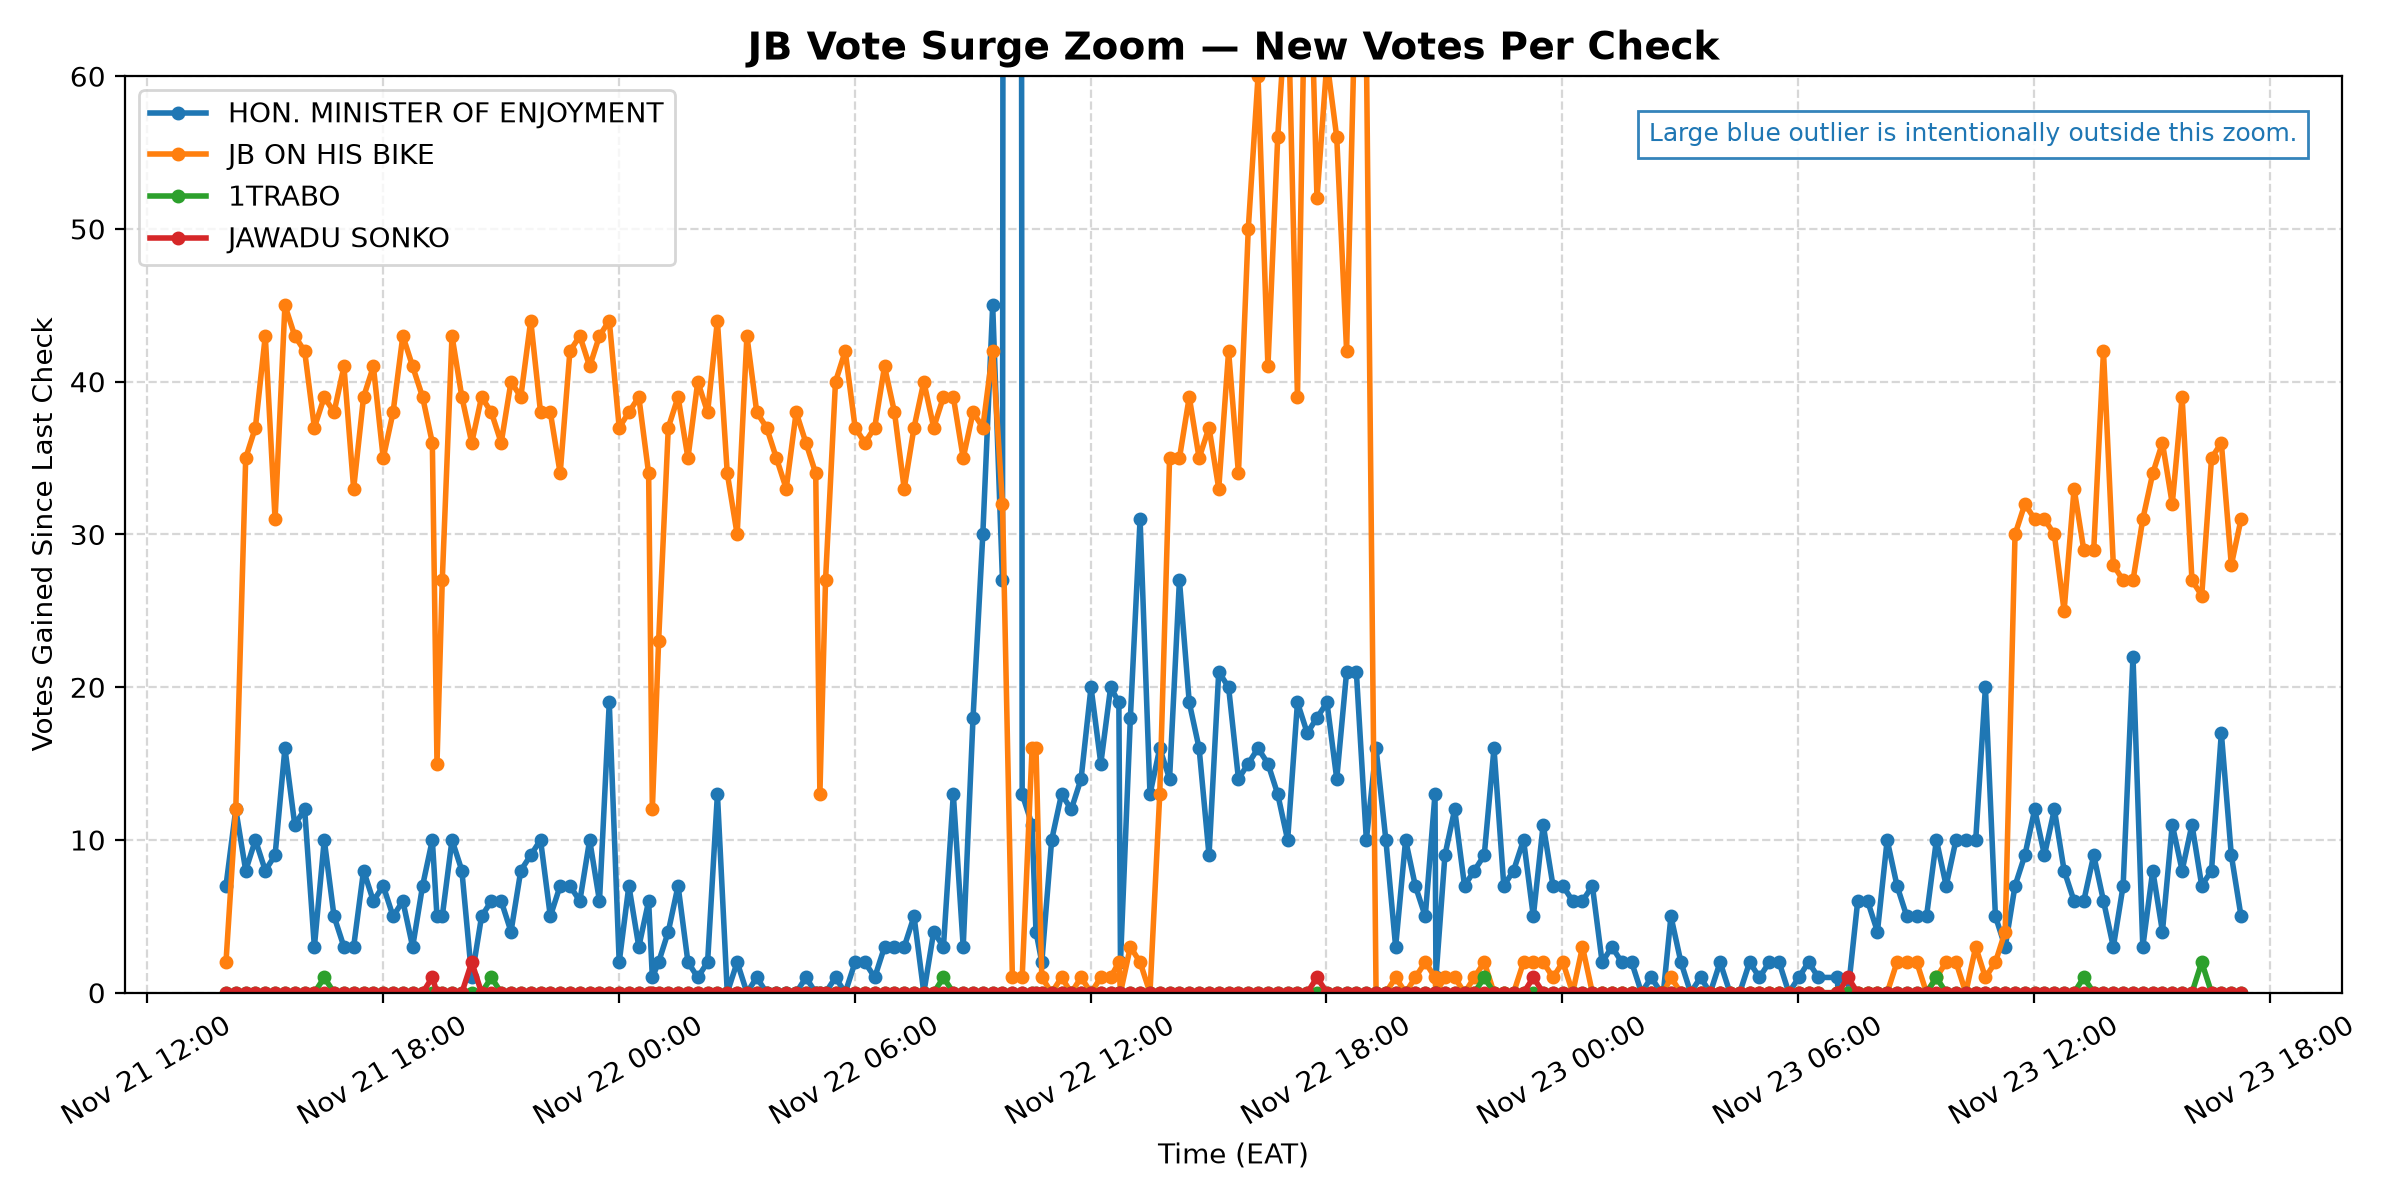 JB Vote Surge Zoom — New Votes Per Check
60
50
40
30
20
10
0
Votes Gained Since Last Check
HON. MINISTER OF ENJOYMENT
JB ON HIS BIKE
1TRABO
JAWADU SONKO
Large blue outlier is intentionally outside this zoom.
Nov 21 12:00
Nov 21 18:00
Nov 22 00:00
Nov 22 06:00
Nov 22 12:00
Nov 22 18:00
Nov 23 00:00
Nov 23 06:00
Nov 23 12:00
Nov 23 18:00
Time (EAT)